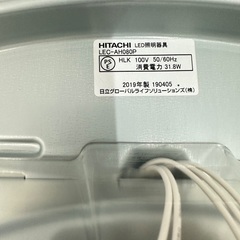 HITACHI LED照明器具
LEC-AH080P
PS
E
HLK 100V 50/60Hz
消費電力 31.8W
2019年製 190405
日立グローバルライフソリューションズ(株)